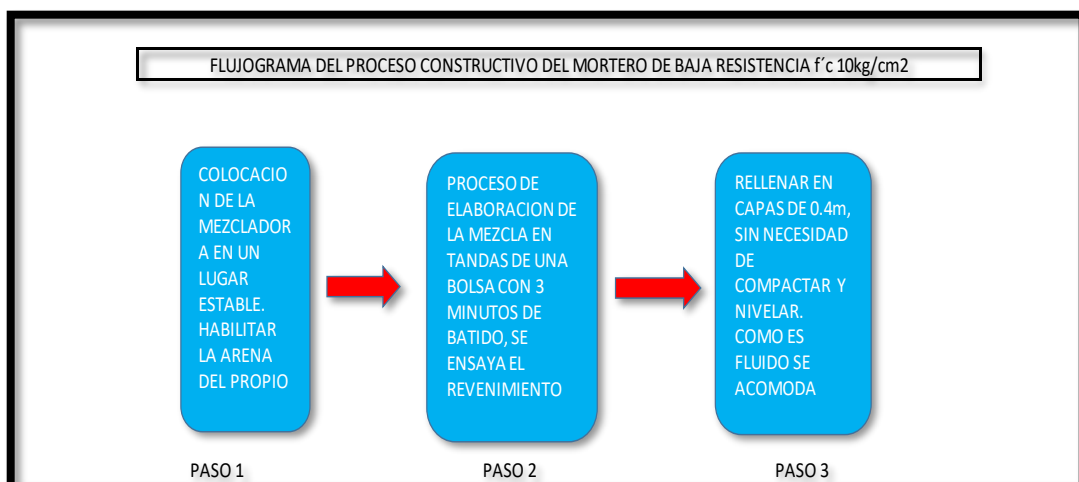 FLUJOGRAMA DEL PROCESO CONSTRUCTIVO DEL MORTERO DE BAJA RESISTENCIA f´c 10kg/cm2
COLOCACIO
N DE LA
MEZCLADOR
A EN UN
LUGAR
ESTABLE.
HABILITAR
LA ARENA
DEL PROPIO
PROCESO DE
ELABORACION DE
LA MEZCLA EN
TANDAS DE UNA
BOLSA CON 3
MINUTOS DE
BATIDO, SE
ENSAYA EL
REVENIMIENTO
RELLENAR EN
CAPAS DE 0.4m,
SIN NECESIDAD
DE
COMPACTAR Y
NIVELAR.
COMO ES
FLUIDO SE
ACOMODA
PASO 1
PASO 2
PASO 3